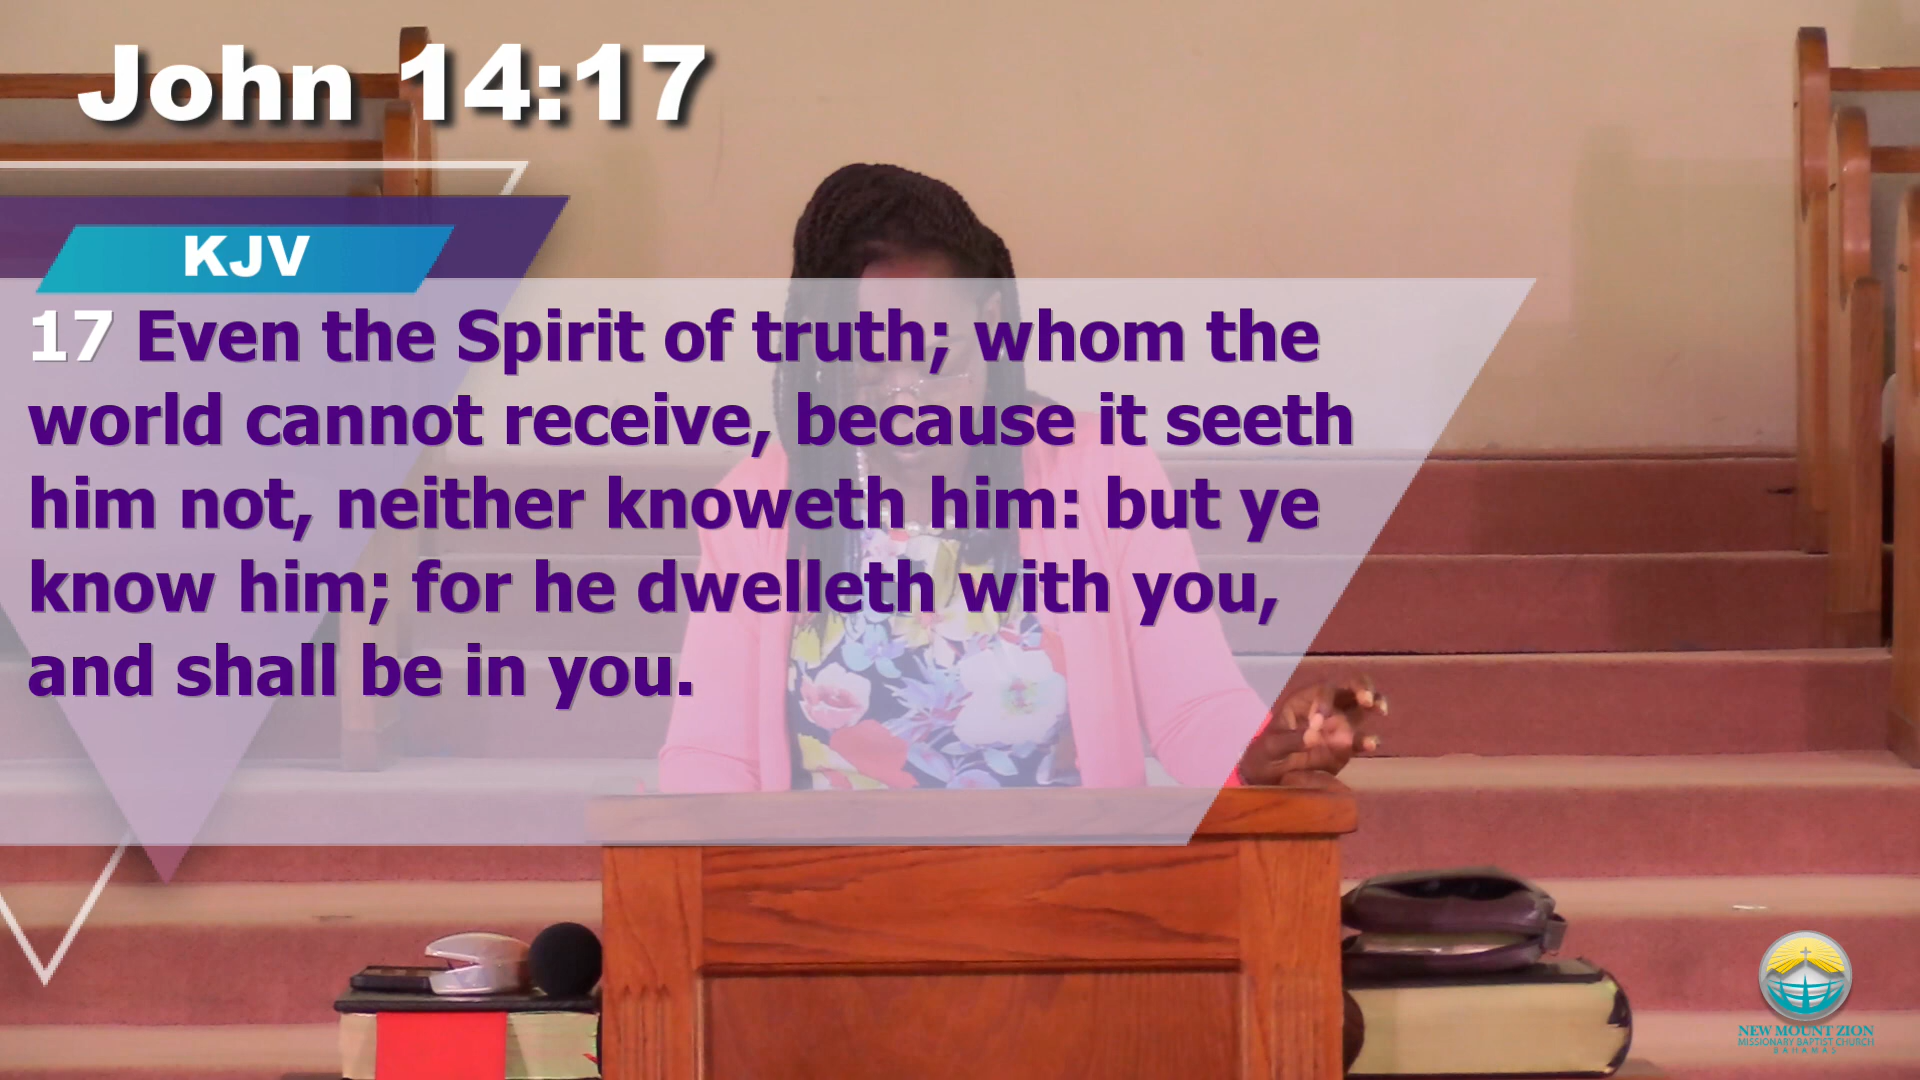 John 14:17
KJV
17 Even the Spirit of truth; whom the
world cannot receive, because it seeth
him not, neither knoweth him: but ye
know him; for he dwelleth with you,
and shall be in you.
NEW MOUNT ZION
MISSIONARY BAPTIST CHURCH
BAHAMAS